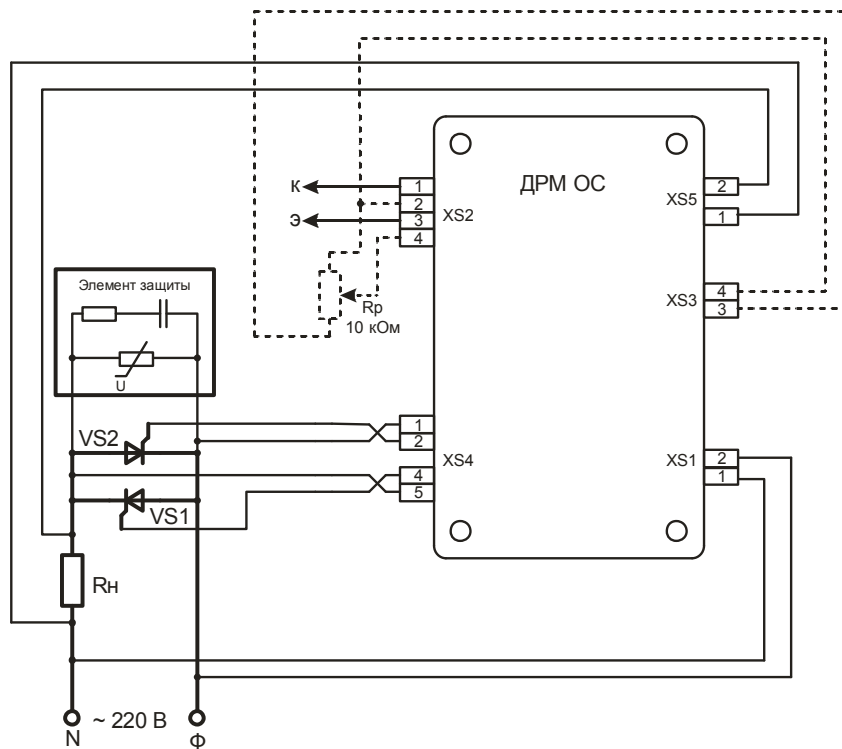 ДРМ ОС
К
1
2
Э
3
4
XS2
2
XS5
1
Элемент защиты
U
Rр
10 кОм
4
XS3
3
VS2
1
2
XS4
4
5
VS1
2
XS1
1
Rн
~ 220 В
N
Ф